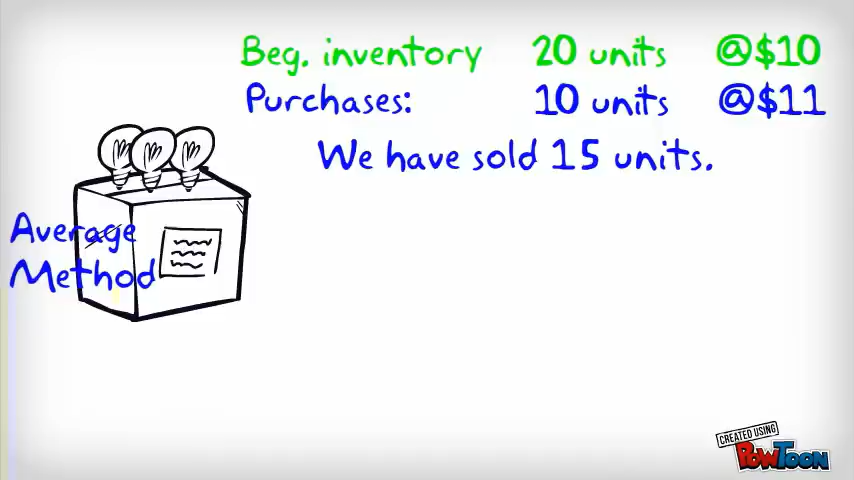 Beg. inventory 20 units @$10
Purchases: 10 units @$11
We have sold 15 units.
Average
Method
CREATED USING
POWTOON